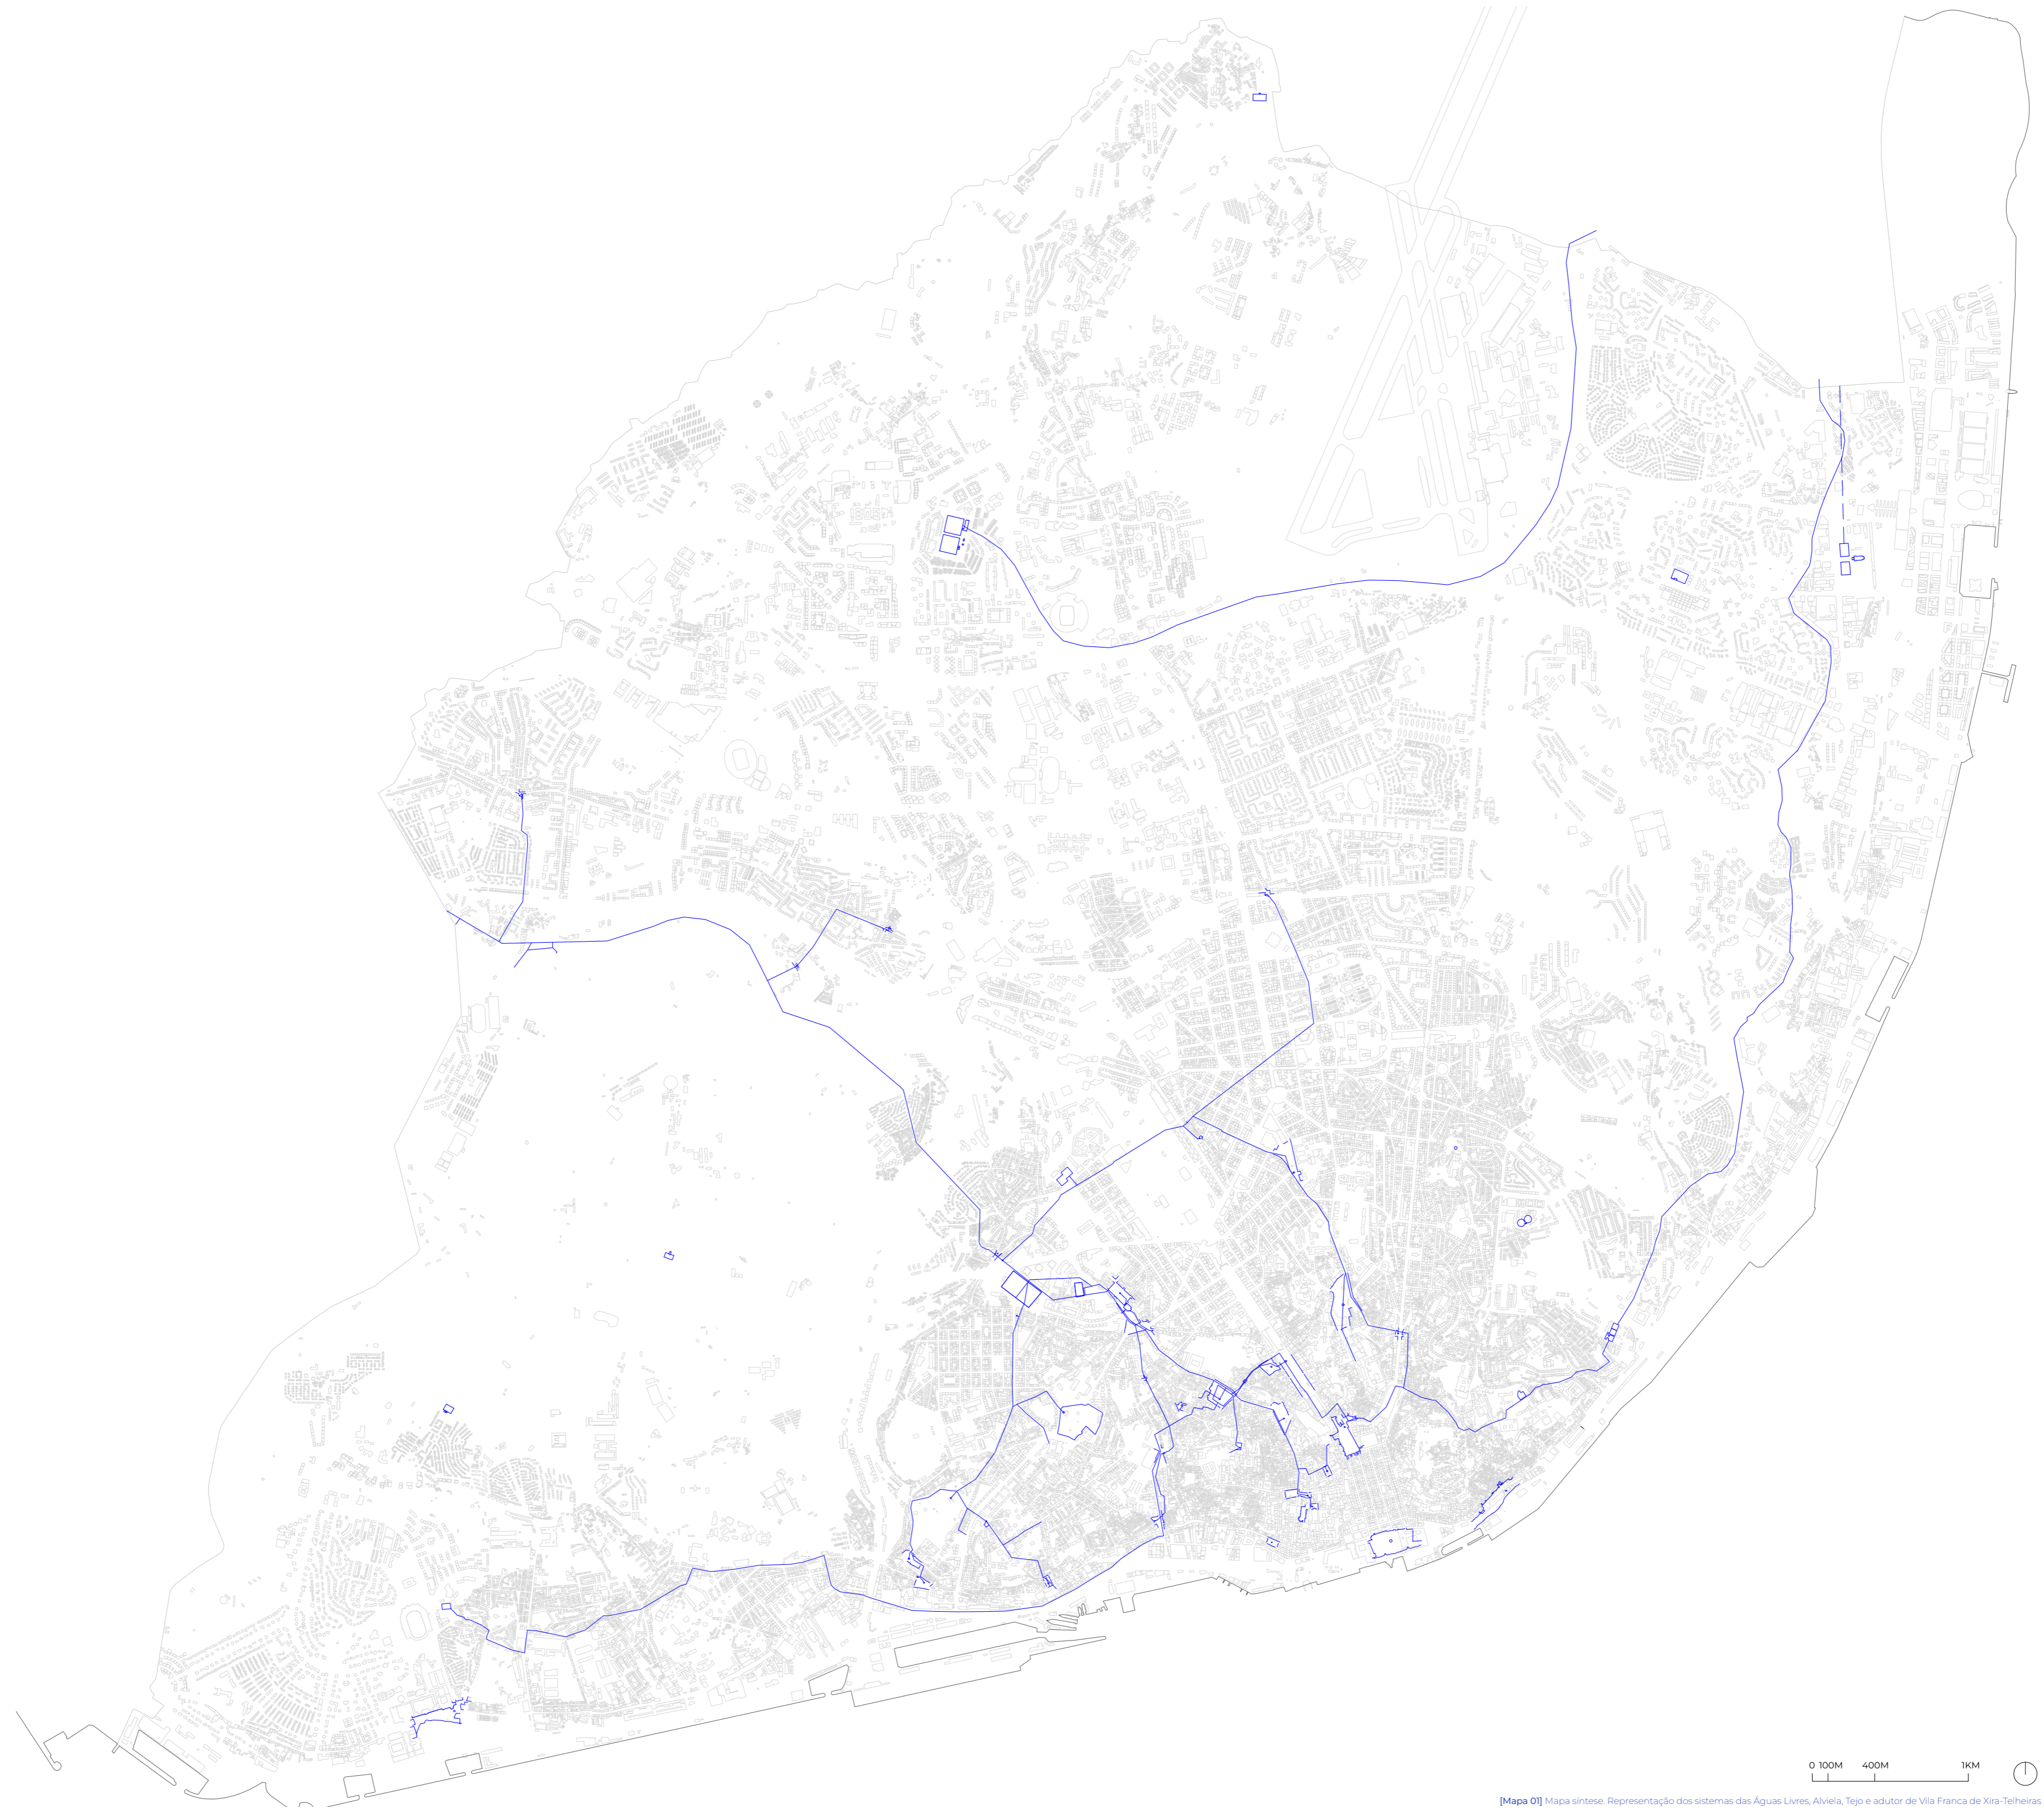 0 100M 400M 1KM
[Mapa 01] Mapa síntese. Representação dos sistemas das Águas Livres, Alviela, Tejo e adutor de Vila Franca de Xira-Telheiras